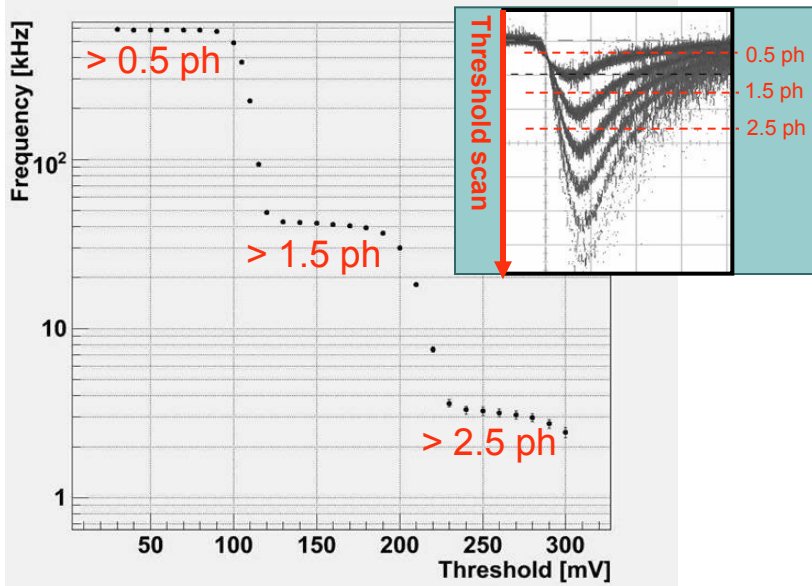 Frequency [kHz]
10²
10
1
> 0.5 ph
> 1.5 ph
> 2.5 ph
50 100 150 200 250 300
Threshold [mV]
Threshold scan
0.5 ph
1.5 ph
2.5 ph